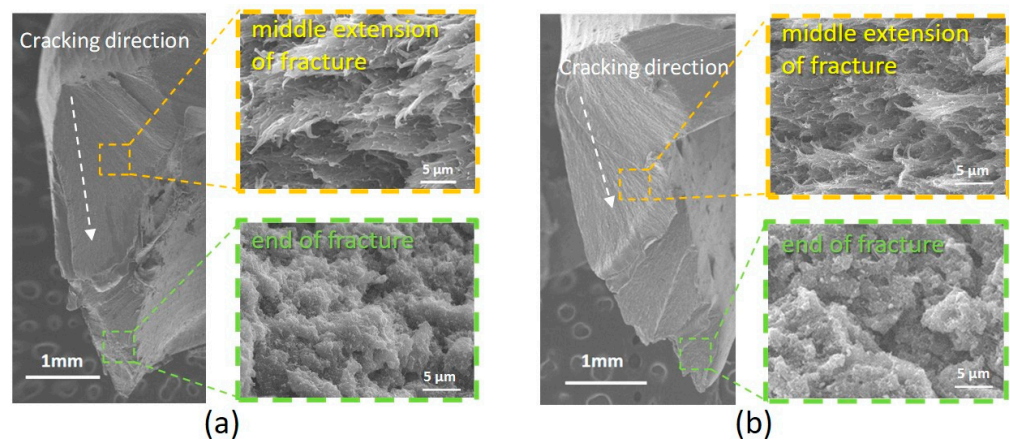 Cracking direction
middle extension
of fracture
5 µm
end of fracture
5 µm
1mm
(a)
Cracking direction
middle extension
of fracture
5 µm
end of fracture
5 µm
1mm
(b)